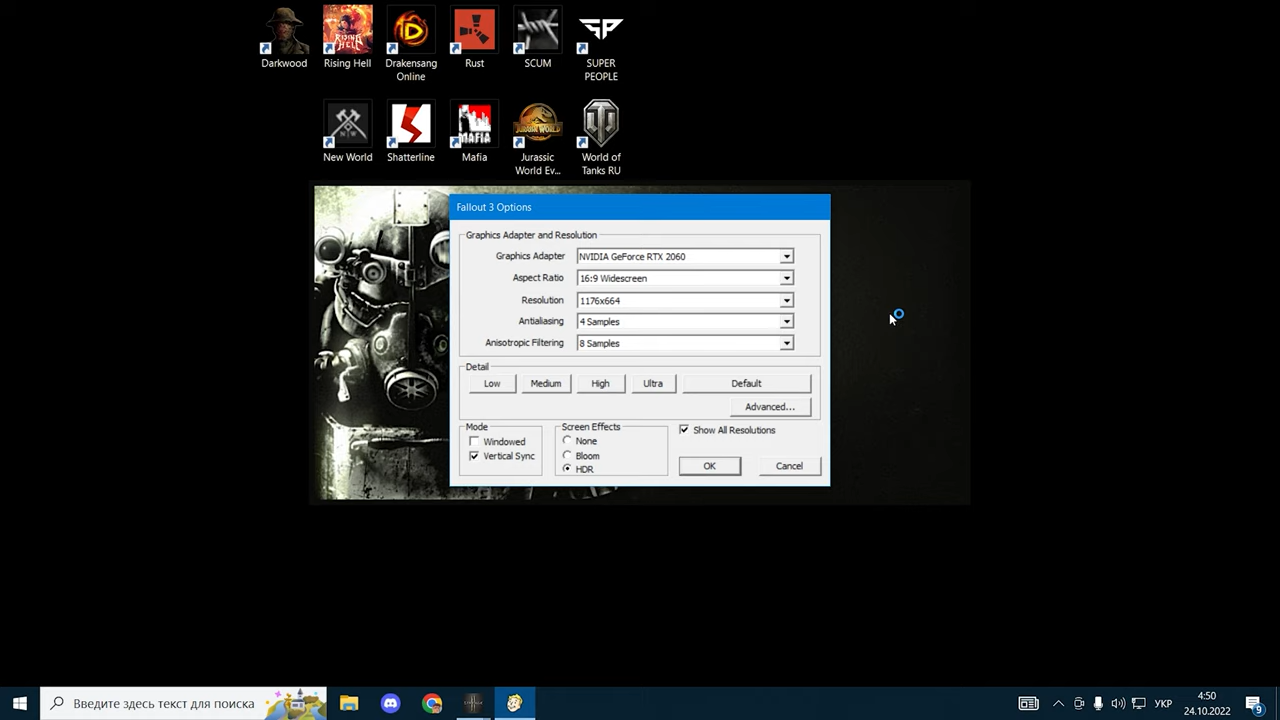 Darkwood
Rising Hell
Drakensang
Online
Rust
SCUM
SUPER
PEOPLE
New World
Shatterline
Mafia
Jurassic
World Ev...
World of
Tanks RU
Fallout 3 Options
Graphics Adapter and Resolution
Graphics Adapter NVIDIA GeForce RTX 2060
Aspect Ratio 16:9 Widescreen
Resolution 1176x664
Antialiasing 4 Samples
Anisotropic Filtering 8 Samples
Detail
Low Medium High Ultra Default
Advanced...
Mode
Windowed
Vertical Sync
Screen Effects
None
Bloom
HDR
Show All Resolutions
OK Cancel
Введите здесь текст для поиска
УКР
4:50
24.10.2022